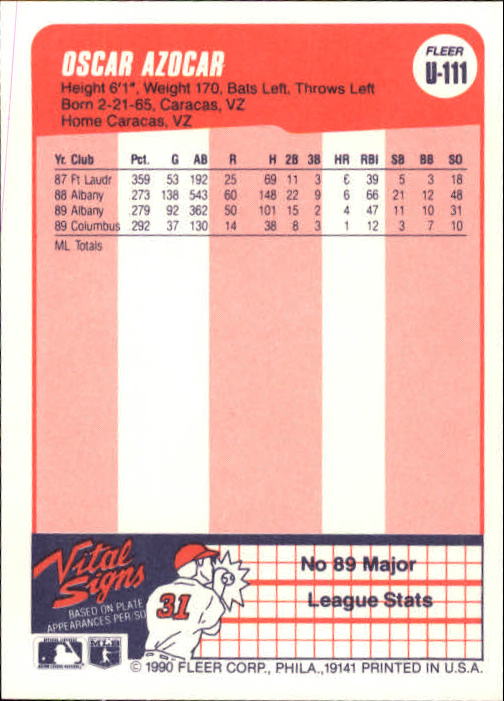 OSCAR AZOCAR
FLEER
U-111
Height 6'1", Weight 170, Bats Left, Throws Left
Born 2-21-65, Caracas, VZ
Home Caracas, VZ
Yr. Club Pct. G AB R H 2B 3B HR RBI SB BB SO
87 Ft Laudr .359 53 192 25 69 11 3 6 39 5 3 18
88 Albany .273 138 543 60 148 22 9 6 66 21 12 48
89 Albany .279 92 362 50 101 15 2 4 47 11 10 31
89 Columbus .292 37 130 14 38 8 3 1 12 3 7 10
ML Totals
Vital
Signs
BASED ON PLATE
APPEARANCES PER/SO
31
No 89 Major
League Stats
© 1990 FLEER CORP., PHILA., 19141 PRINTED IN U.S.A.